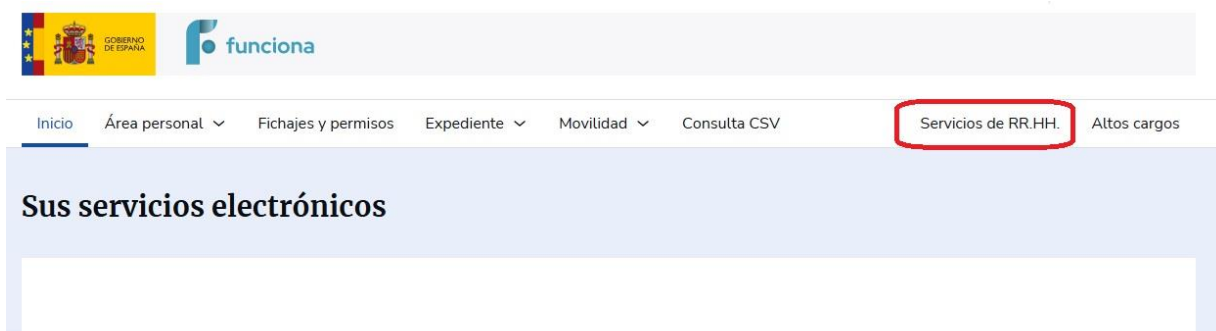 GOBIERNO
DE ESPAÑA
funciona
Inicio Área personal Fichajes y permisos Expediente Movilidad Consulta CSV Servicios de RR.HH. Altos cargos
Sus servicios electrónicos